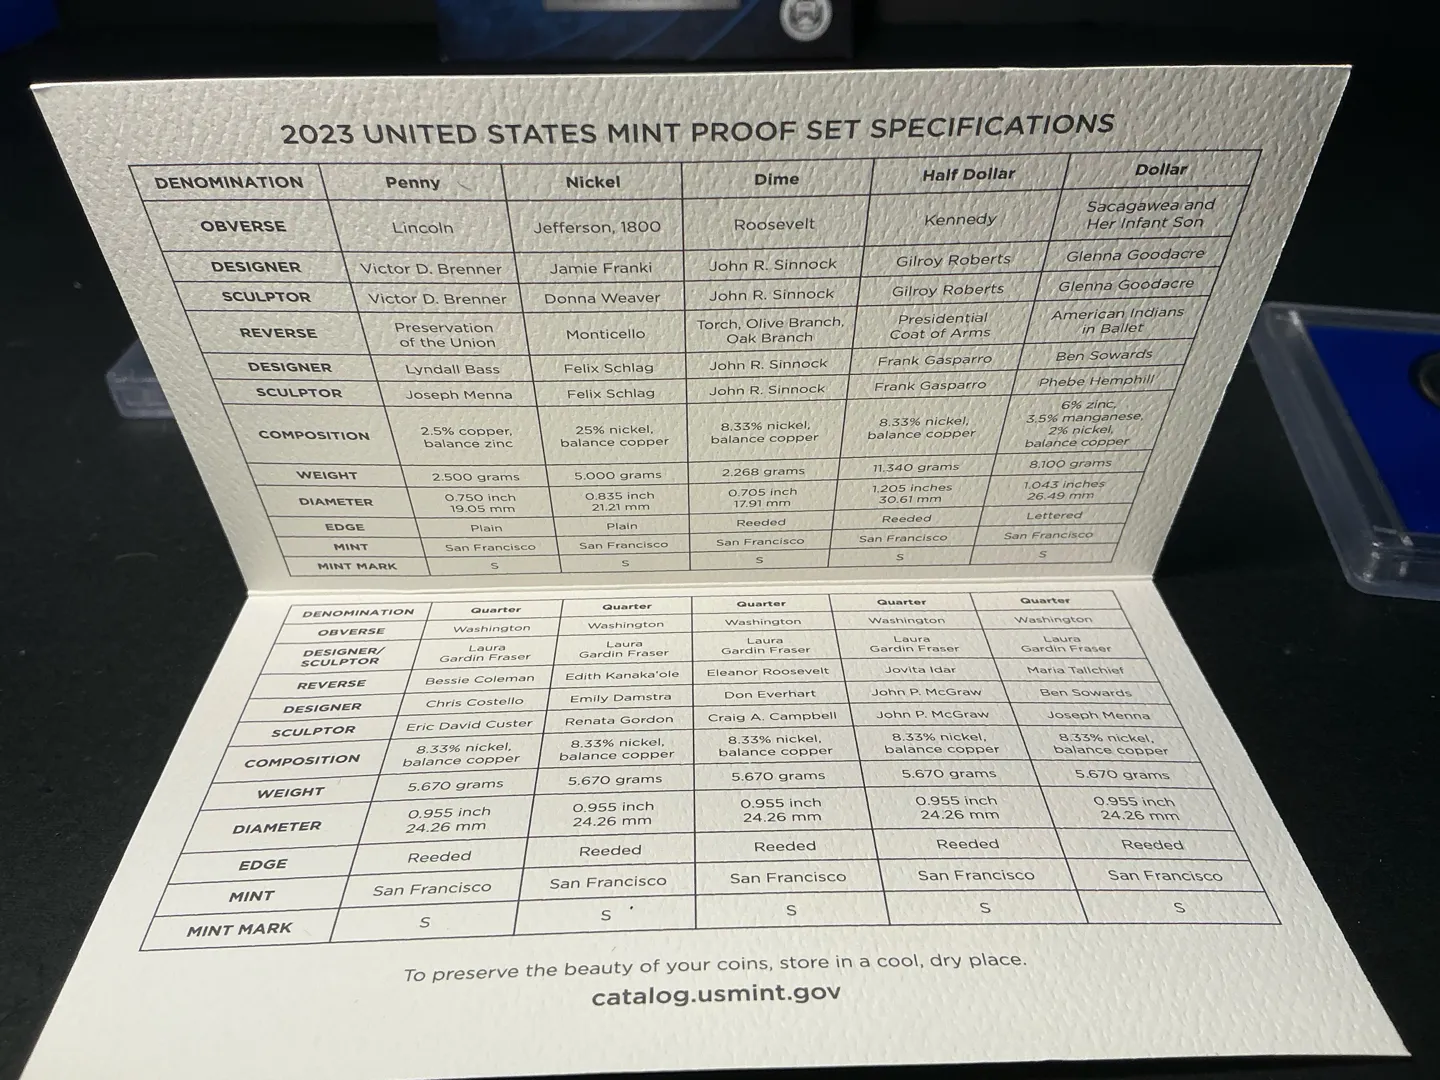 2023 UNITED STATES MINT PROOF SET SPECIFICATIONS
DENOMINATION Penny Nickel Dime Half Dollar Dollar
OBVERSE Lincoln Jefferson, 1800 Roosevelt Kennedy Sacagawea and
Her Infant Son
DESIGNER Victor D. Brenner Jamie Franki John R. Sinnock Gilroy Roberts Glenna Goodacre
SCULPTOR Victor D. Brenner Donna Weaver John R. Sinnock Gilroy Roberts Glenna Goodacre
REVERSE Preservation Monticello Torch, Olive Branch, Presidential American Indians
of the Union Oak Branch Coat of Arms in Ballet
DESIGNER Lyndall Bass Felix Schlag John R. Sinnock Frank Gasparro Ben Sowards
SCULPTOR Joseph Menna Felix Schlag John R. Sinnock Frank Gasparro Phebe Hemphill
COMPOSITION 2.5% copper, 25% nickel, 8.33% nickel, 8.33% nickel, 6% zinc,
balance zinc balance copper balance copper balance copper 3.5% manganese,
2% nickel,
balance copper
WEIGHT 2.500 grams 5.000 grams 2.268 grams 11.340 grams 8.100 grams
DIAMETER 0.750 inch 0.835 inch 0.705 inch 1.205 inches 1.043 inches
19.05 mm 21.21 mm 17.91 mm 30.61 mm 26.49 mm
EDGE Plain Plain Reeded Reeded Lettered
MINT San Francisco San Francisco San Francisco San Francisco San Francisco
MINT MARK S S S S S
DENOMINATION Quarter Quarter Quarter Quarter Quarter
OBVERSE Washington Washington Washington Washington Washington
DESIGNER/ Laura Laura Laura Laura Laura
SCULPTOR Gardin Fraser Gardin Fraser Gardin Fraser Gardin Fraser Gardin Fraser
REVERSE Bessie Coleman Edith Kanaka'ole Eleanor Roosevelt Jovita Idar Maria Tallchief
DESIGNER Chris Costello Emily Damstra Don Everhart John P. McGraw Ben Sowards
SCULPTOR Eric David Custer Renata Gordon Craig A. Campbell John P. McGraw Joseph Menna
COMPOSITION 8.33% nickel, 8.33% nickel, 8.33% nickel, 8.33% nickel, 8.33% nickel,
balance copper balance copper balance copper balance copper balance copper
WEIGHT 5.670 grams 5.670 grams 5.670 grams 5.670 grams 5.670 grams
DIAMETER 0.955 inch 0.955 inch 0.955 inch 0.955 inch 0.955 inch
24.26 mm 24.26 mm 24.26 mm 24.26 mm 24.26 mm
EDGE Reeded Reeded Reeded Reeded Reeded
MINT San Francisco San Francisco San Francisco San Francisco San Francisco
MINT MARK S S S S S
To preserve the beauty of your coins, store in a cool, dry place.
catalog.usmint.gov